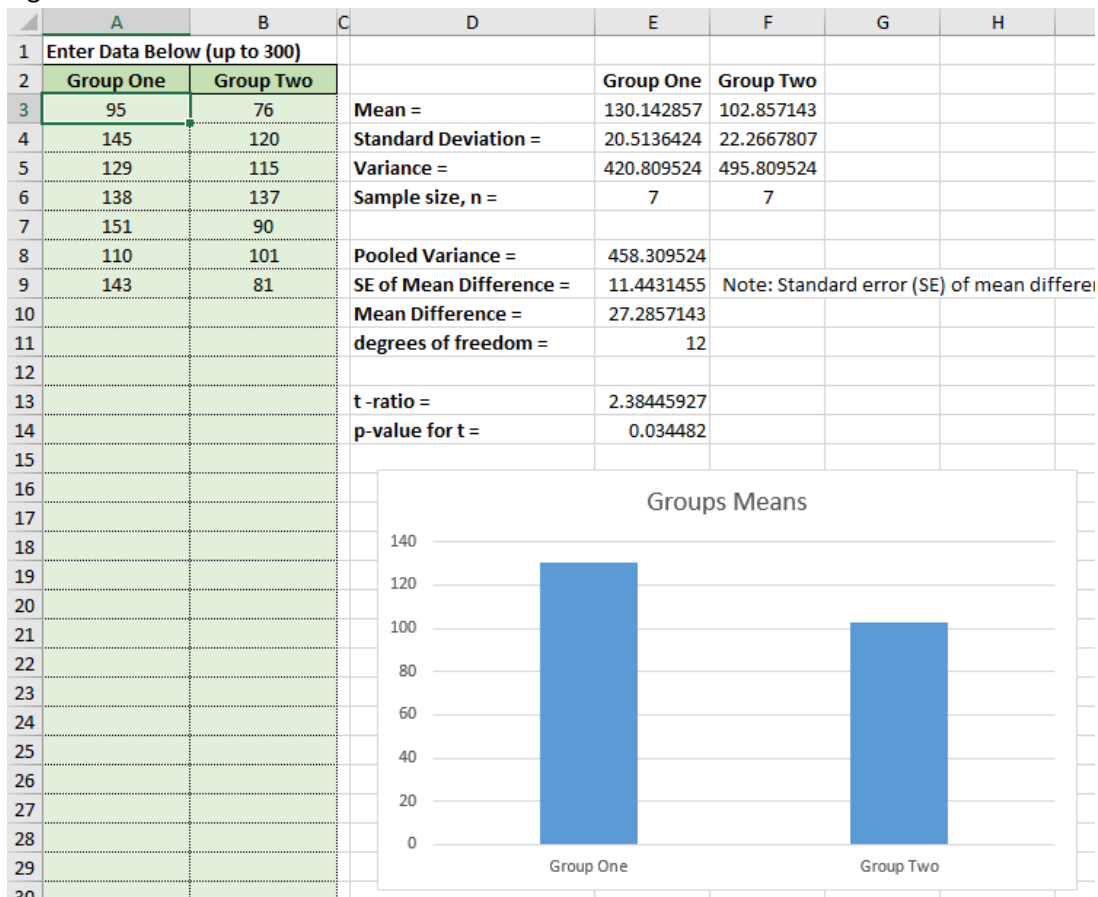 A B C D E F G H
1 Enter Data Below (up to 300)
2 Group One Group Two Group One Group Two
3 95 76 Mean = 130.142857 102.857143
4 145 120 Standard Deviation = 20.5136424 22.2667807
5 129 115 Variance = 420.809524 495.809524
6 138 137 Sample size, n = 7 7
7 151 90
8 110 101 Pooled Variance = 458.309524
9 143 81 SE of Mean Difference = 11.4431455 Note: Standard error (SE) of mean
10 Mean Difference = 27.2857143
11 degrees of freedom = 12
12
13 t -ratio = 2.38445927
14 p-value for t = 0.034482
15
16
17
18
19
20
21
22
23
24
25
26
27
28
29
Groups Means
140
120
100
80
60
40
20
0
Group One Group Two